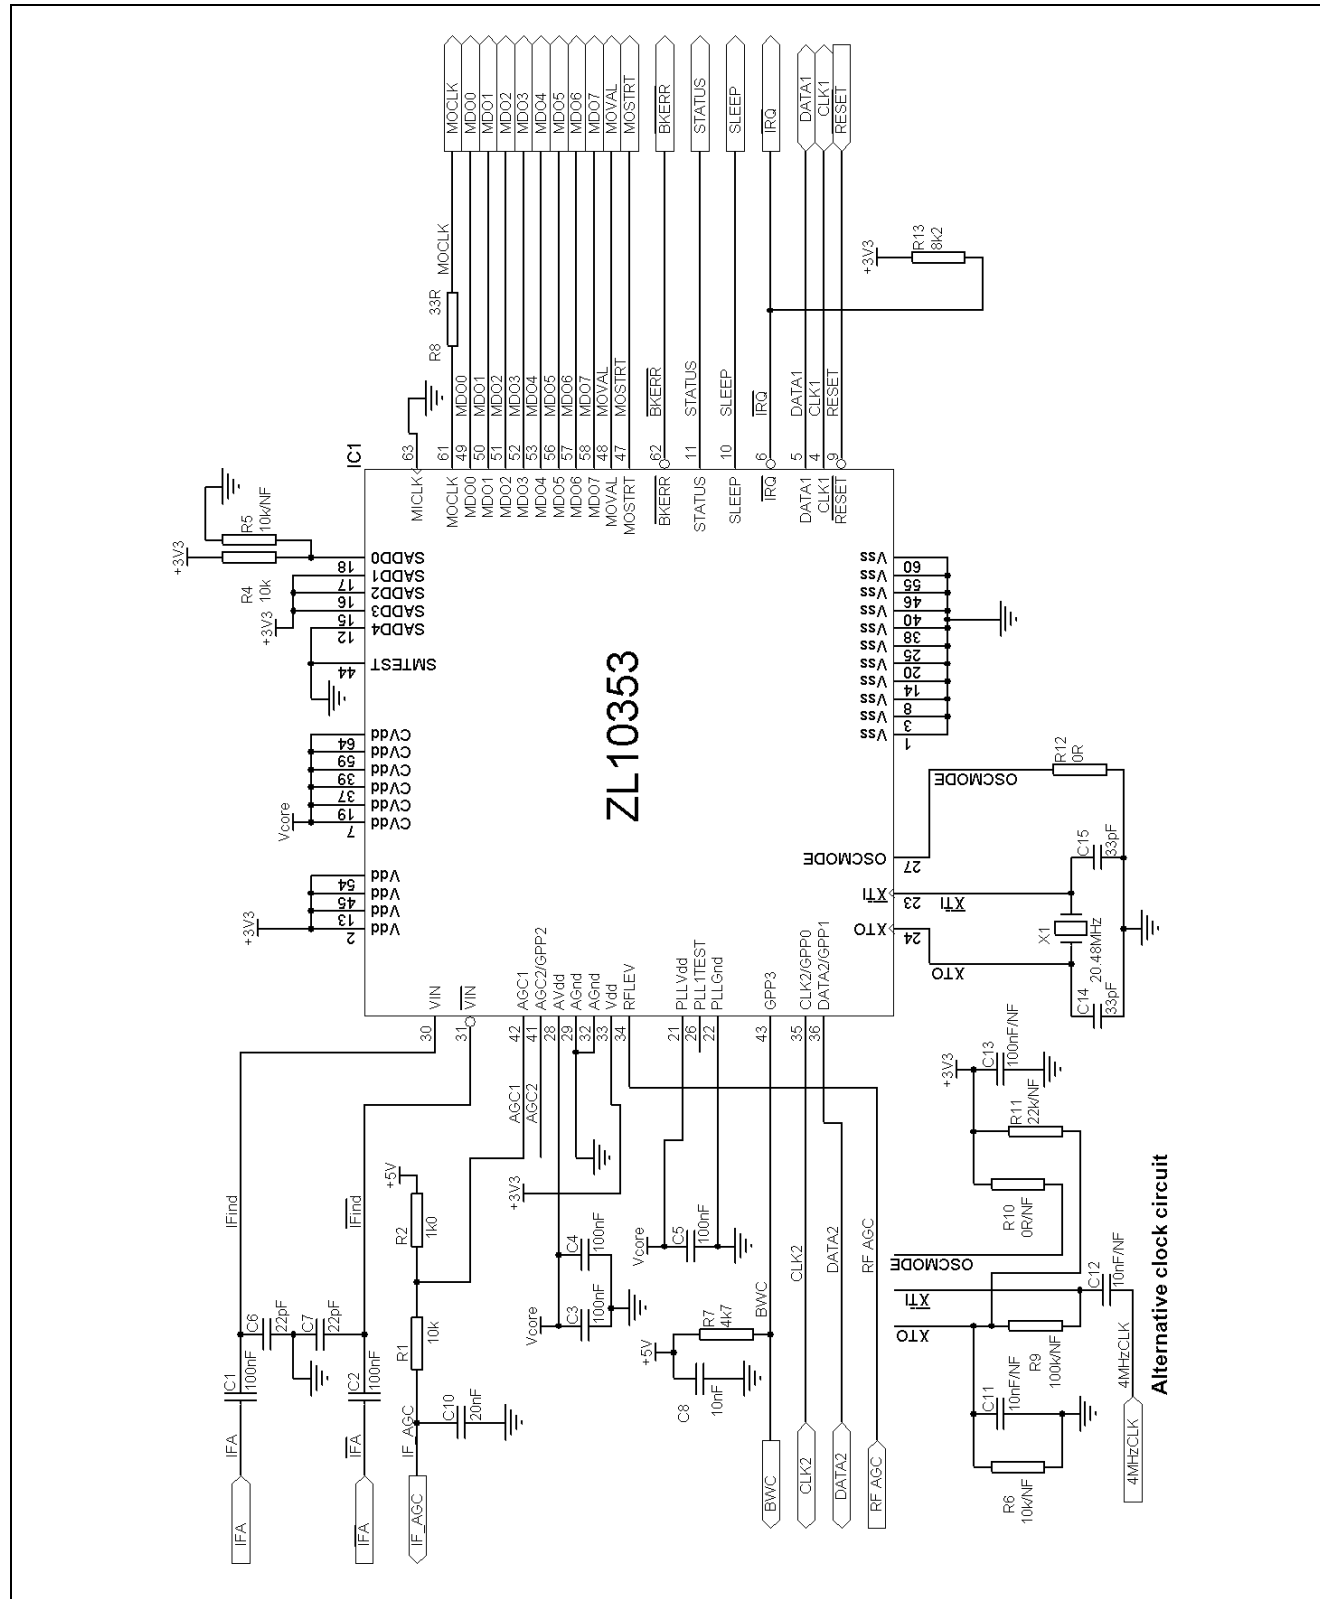 MOCLK
MDO0
MDO1
MDO2
MDO3
MDO4
MDO5
MDO6
MDO7
MOVAL
MOSTRT
BKERR
STATUS
SLEEP
IRQ
DATA1
CLK1
RESET
MOCLK
33R
R8
+3V3
R13
8k2
MDO0
MDO1
MDO2
MDO3
MDO4
MDO5
MDO6
MDO7
MOVAL
MOSTRT
BKERR
STATUS
SLEEP
IRQ
DATA1
CLK1
RESET
IC1
63
61
49
50
51
52
53
56
57
58
48
47
62
11
10
6
5
4
9
MICLK
MOCLK
MDO0
MDO1
MDO2
MDO3
MDO4
MDO5
MDO6
MDO7
MOVAL
MOSTRT
BKERR
STATUS
SLEEP
IRQ
DATA1
CLK1
RESET
+3V3
R5
10k/NF
R4
10k
+3V3
18 SADD0
17 SADD1
16 SADD2
15 SADD3
12 SADD4
44 SMTEST
Vcore
64 CVdd
59 CVdd
39 CVdd
37 CVdd
19 CVdd
7 CVdd
+3V3
54 Vdd
45 Vdd
13 Vdd
2 Vdd
ZL10353
Vss 60
Vss 55
Vss 46
Vss 40
Vss 38
Vss 25
Vss 20
Vss 14
Vss 8
Vss 3
Vss 1
OSCMODE 27
XTI 23
XTO 24
OSCMODE
XTI
XTO
R12
0R
C15
33pF
X1
20.48MHz
C14
33pF
VIN
VIN
AGC1
AGC2/GPP2
AVdd
AGnd
AGnd
Vdd
RFLEV
PLLVdd
PLL1TEST
PLLGnd
GPP3
CLK2/GPP0
DATA2/GPP1
30
31
42
41
28
29
32
33
34
21
26
22
43
35
36
AGC1
AGC2
IFind
IFind
+5V
R2
1k0
+3V3
C6
22pF
C7
22pF
R1
10k
C1
100nF
C2
100nF
C10
20nF
IFA
IFA
IF_AGC
IFA
IFA
IF_AGC
Vcore
C4
100nF
C3
100nF
Vcore
C5
100nF
+5V
R7
4k7
C8
10nF
BWC
CLK2
DATA2
RF AGC
BWC
CLK2
DATA2
RF AGC
+3V3
C13
100nF/NF
R11
22k/NF
R10
0R/NF
OSCMODE
XTI
XTO
C12
10nF/NF
R9
100k/NF
C11
10nF/NF
R6
10k/NF
4MHzCLK
4MHzCLK
Alternative clock circuit